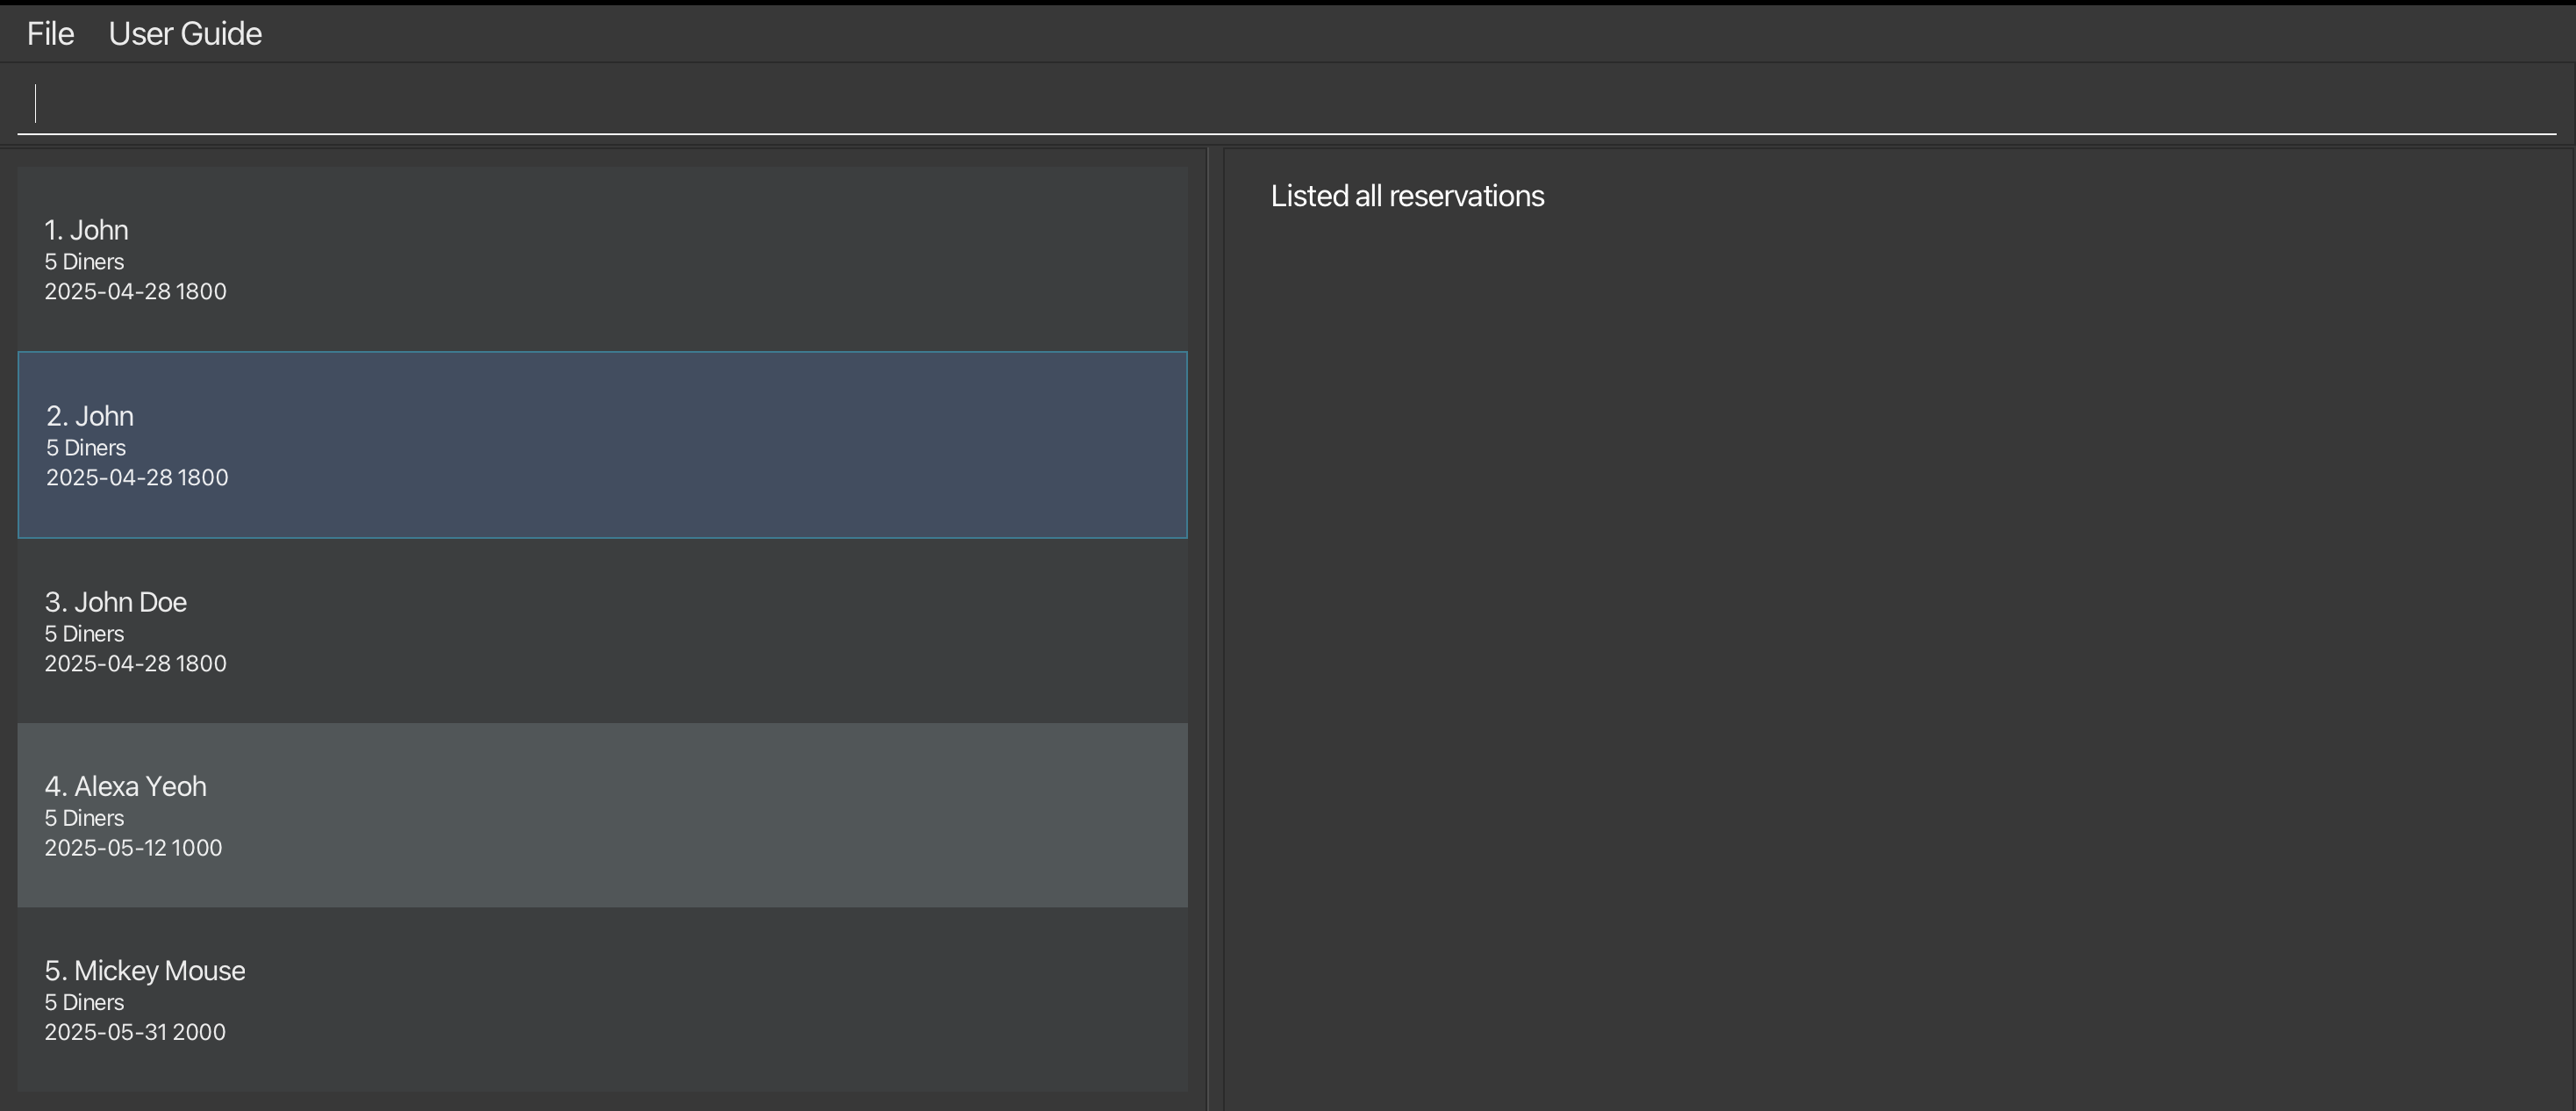 File User Guide
Listed all reservations
1. John
5 Diners
2025-04-28 1800
2. John
5 Diners
2025-04-28 1800
3. John Doe
5 Diners
2025-04-28 1800
4. Alexa Yeoh
5 Diners
2025-05-12 1000
5. Mickey Mouse
5 Diners
2025-05-31 2000